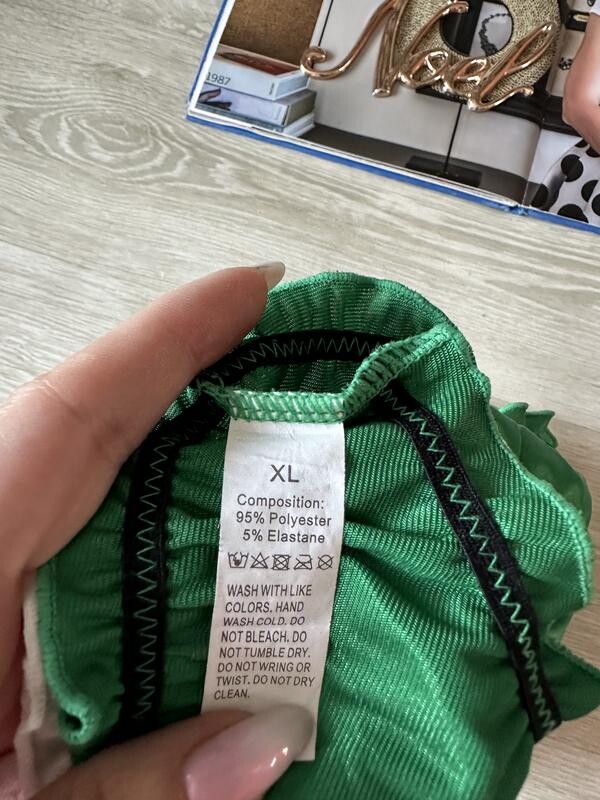 1987
Noel
XL
Composition:
95% Polyester
5% Elastane
WASH WITH LIKE
COLORS. HAND
WASH COLD. DO
NOT BLEACH. DO
NOT TUMBLE DRY.
DO NOT WRING OR
TWIST. DO NOT DRY
CLEAN.